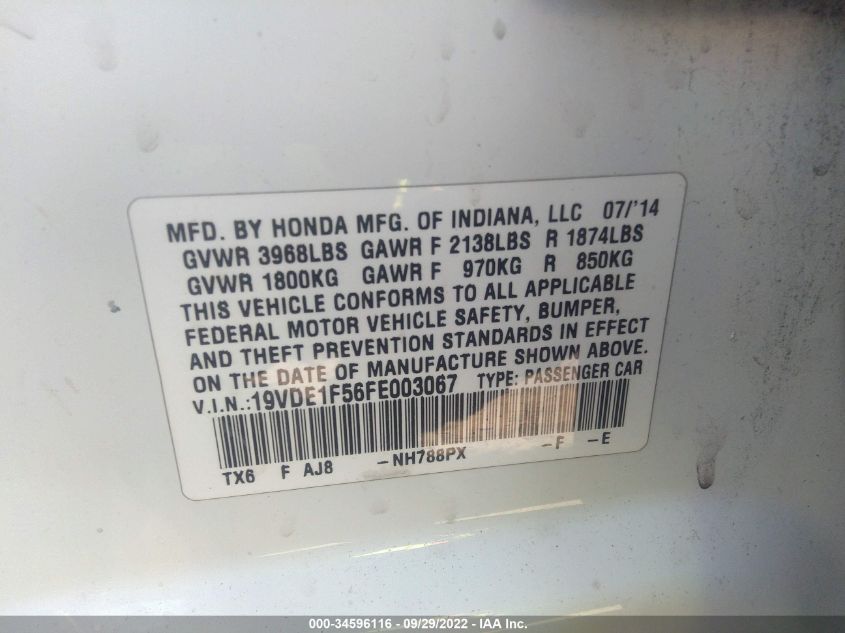 MFD. BY HONDA MFG. OF INDIANA, LLC 07/'14
GVWR 3968LBS GAWR F 2138LBS R 1874LBS
GVWR 1800KG GAWR F 970KG R 850KG
THIS VEHICLE CONFORMS TO ALL APPLICABLE
FEDERAL MOTOR VEHICLE SAFETY, BUMPER,
AND THEFT PREVENTION STANDARDS IN EFFECT
ON THE DATE OF MANUFACTURE SHOWN ABOVE.
V.I.N.:19VDE1F56FE003067 TYPE: PASSENGER CAR
TX6 F AJ8 -NH788PX -F -E
000-34596116 - 09/29/2022 - IAA Inc.